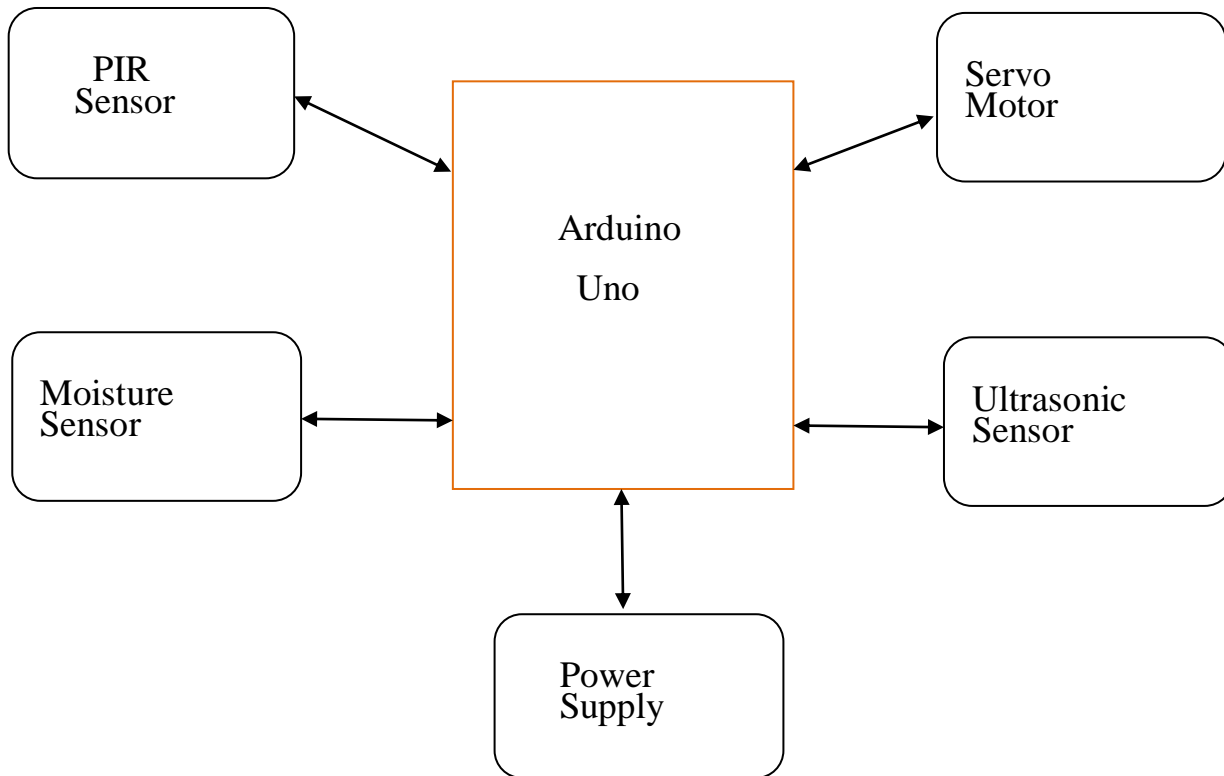 PIR
Sensor
Servo
Motor
Arduino
Uno
Moisture
Sensor
Ultrasonic
Sensor
Power
Supply